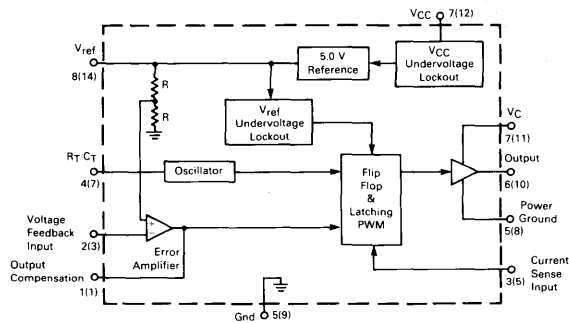 VCC 7(12)
Vref
8(14)
R
R
5.0 V
Reference
VCC
Undervoltage
Lockout
Vref
Undervoltage
Lockout
VC
7(11)
RT/CT
4(7)
Oscillator
Flip
Flop
&
Latching
PWM
Output
6(10)
Power
Ground
5(8)
Voltage
Feedback
Input
2(3)
+
−
Error
Amplifier
Output
Compensation
1(1)
Current
Sense
Input
3(5)
Gnd
5(9)